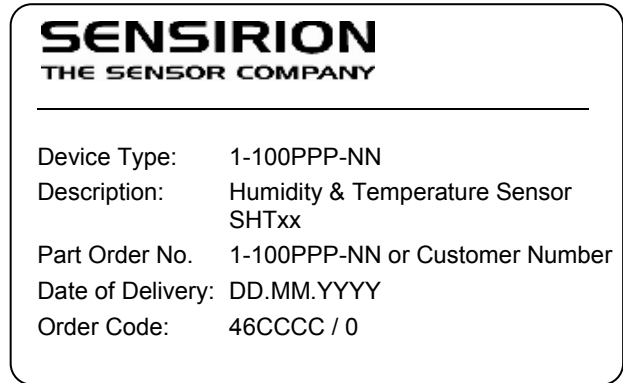 SENSIRION
THE SENSOR COMPANY
Device Type: 1-100PPP-NN
Description: Humidity & Temperature Sensor
SHTxx
Part Order No. 1-100PPP-NN or Customer Number
Date of Delivery: DD.MM.YYYY
Order Code: 46CCCC / 0